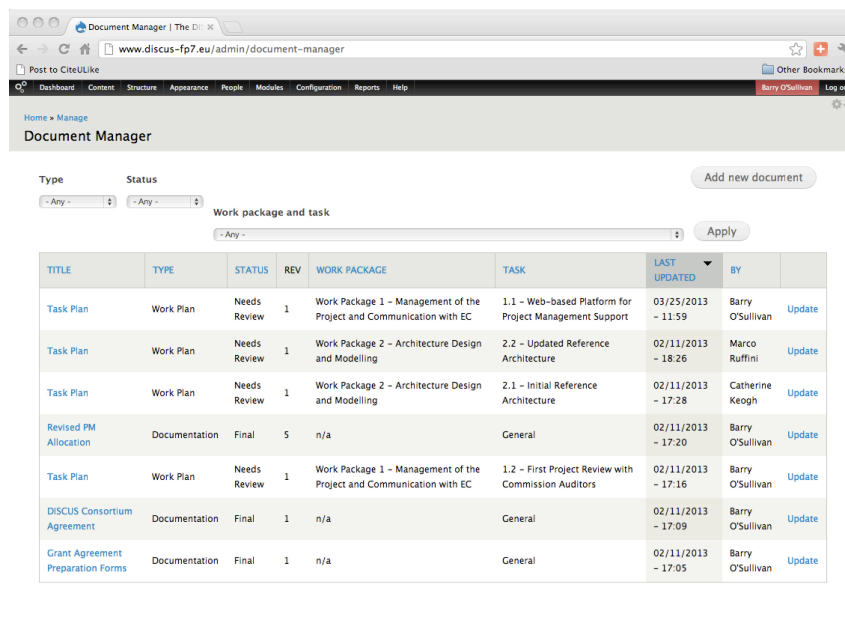 Document Manager | The DI
www.discus-fp7.eu/admin/document-manager
Post to CiteULike
Other Bookmarks
Dashboard Content Structure Appearance People Modules Configuration Reports Help
Barry O'Sullivan Log o
Home » Manage
Document Manager
Type Status
Add new document
- Any - - Any -
Work package and task
- Any -
Apply
TITLE TYPE STATUS REV WORK PACKAGE TASK LAST UPDATED BY
Task Plan Work Plan Needs Review 1 Work Package 1 – Management of the Project and Communication with EC 1.1 – Web-based Platform for Project Management Support 03/25/2013 – 11:59 Barry O'Sullivan Update
Task Plan Work Plan Needs Review 1 Work Package 2 – Architecture Design and Modelling 2.2 – Updated Reference Architecture 02/11/2013 – 18:26 Marco Ruffini Update
Task Plan Work Plan Needs Review 1 Work Package 2 – Architecture Design and Modelling 2.1 – Initial Reference Architecture 02/11/2013 – 17:28 Catherine Keogh Update
Revised PM Allocation Documentation Final 5 n/a General 02/11/2013 – 17:20 Barry O'Sullivan Update
Task Plan Work Plan Needs Review 1 Work Package 1 – Management of the Project and Communication with EC 1.2 – First Project Review with Commission Auditors 02/11/2013 – 17:16 Barry O'Sullivan Update
DISCUS Consortium Agreement Documentation Final 1 n/a General 02/11/2013 – 17:09 Barry O'Sullivan Update
Grant Agreement Preparation Forms Documentation Final 1 n/a General 02/11/2013 – 17:05 Barry O'Sullivan Update